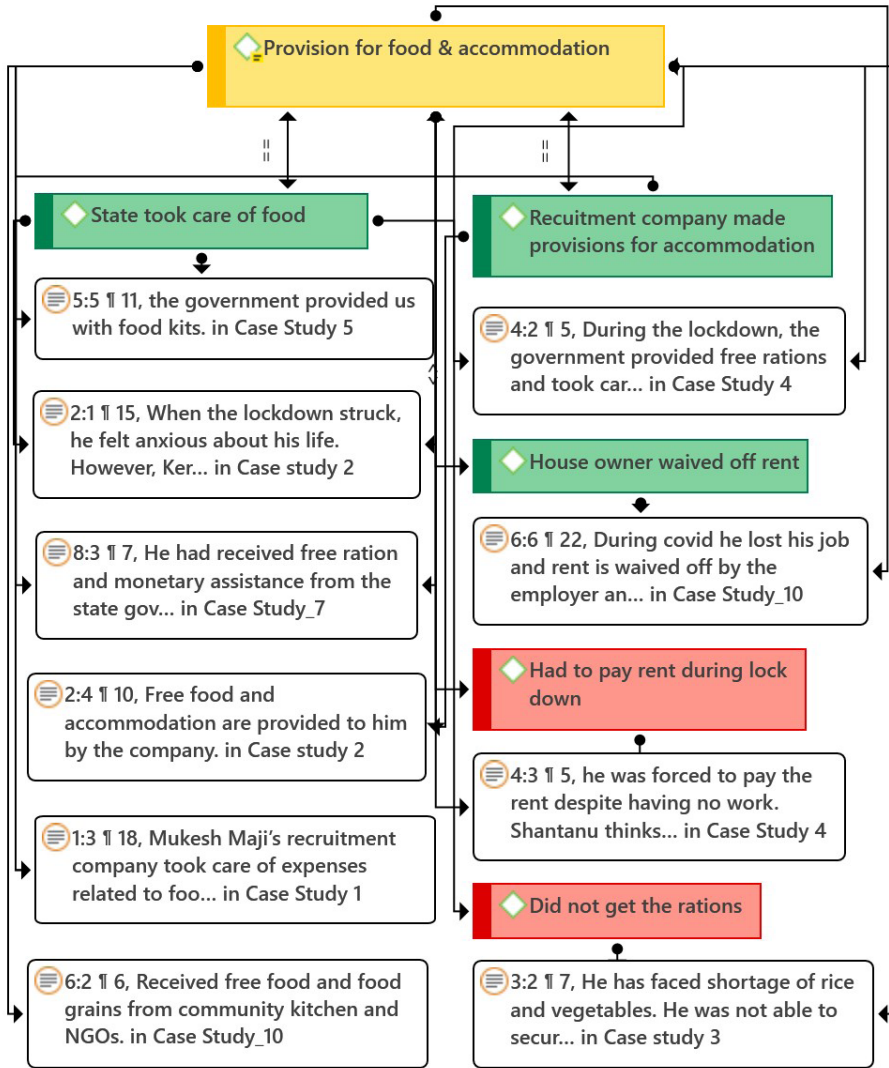 Provision for food & accommodation
State took care of food
5:5 ¶ 11, the government provided us
with food kits. in Case Study 5
2:1 ¶ 15, When the lockdown struck,
he felt anxious about his life.
However, Ker... in Case study 2
8:3 ¶ 7, He had received free ration
and monetary assistance from the
state gov... in Case Study_7
2:4 ¶ 10, Free food and
accommodation are provided to him
by the company. in Case study 2
1:3 ¶ 18, Mukesh Maji’s recruitment
company took care of expenses
related to foo... in Case Study 1
6:2 ¶ 6, Received free food and food
grains from community kitchen and
NGOs. in Case Study_10
Recuitment company made
provisions for accommodation
4:2 ¶ 5, During the lockdown, the
government provided free rations
and took car... in Case Study 4
House owner waived off rent
6:6 ¶ 22, During covid he lost his job
and rent is waived off by the
employer an... in Case Study_10
Had to pay rent during lock
down
4:3 ¶ 5, he was forced to pay the
rent despite having no work.
Shantanu thinks... in Case Study 4
Did not get the rations
3:2 ¶ 7, He has faced shortage of rice
and vegetables. He was not able to
secur... in Case study 3